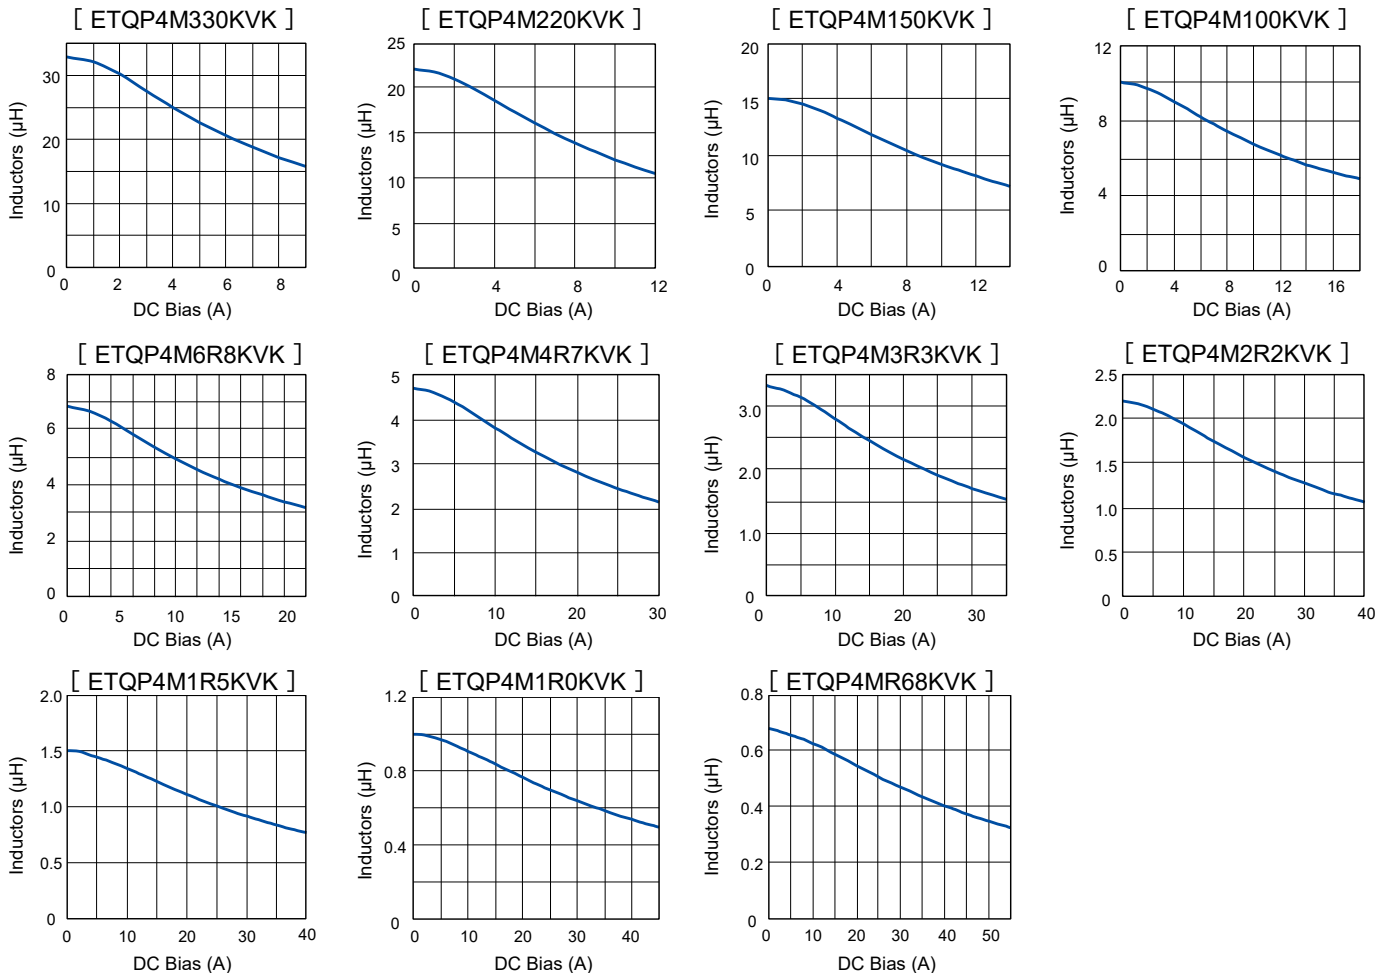 [ ETQP4M330KVK ]
Inductors (µH)
30
20
10
0
0 2 4 6 8
DC Bias (A)
[ ETQP4M220KVK ]
Inductors (µH)
25
20
15
10
5
0
0 4 8 12
DC Bias (A)
[ ETQP4M150KVK ]
Inductors (µH)
20
15
10
5
0
0 4 8 12
DC Bias (A)
[ ETQP4M100KVK ]
Inductors (µH)
12
8
4
0
0 4 8 12 16
DC Bias (A)
[ ETQP4M6R8KVK ]
Inductors (µH)
8
6
4
2
0
0 5 10 15 20
DC Bias (A)
[ ETQP4M4R7KVK ]
Inductors (µH)
5
4
3
2
1
0
0 10 20 30
DC Bias (A)
[ ETQP4M3R3KVK ]
Inductors (µH)
3.0
2.0
1.0
0
0 10 20 30
DC Bias (A)
[ ETQP4M2R2KVK ]
Inductors (µH)
2.5
2.0
1.5
1.0
0.5
0
0 10 20 30 40
DC Bias (A)
[ ETQP4M1R5KVK ]
Inductors (µH)
2.0
1.5
1.0
0.5
0
0 10 20 30 40
DC Bias (A)
[ ETQP4M1R0KVK ]
Inductors (µH)
1.2
0.8
0.4
0
0 10 20 30 40
DC Bias (A)
[ ETQP4MR68KVK ]
Inductors (µH)
0.8
0.6
0.4
0.2
0
0 10 20 30 40 50
DC Bias (A)